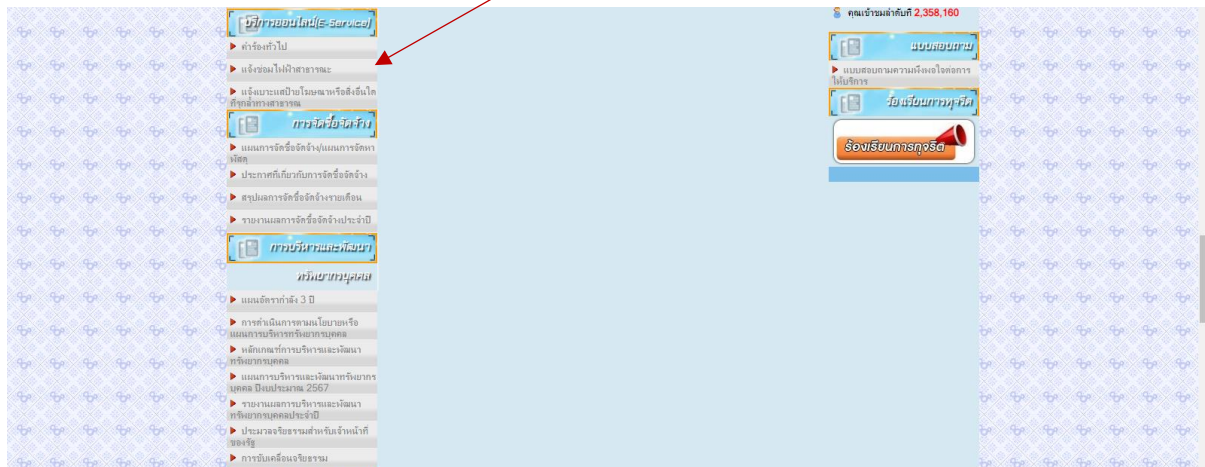 บริการออนไลน์(E-Service)
คำร้องทั่วไป
แจ้งซ่อมไฟฟ้าสาธารณะ
แจ้งเบาะแสป้ายโฆษณาหรือสิ่งอื่นใด
ที่รุกล้ำทางสาธารณ
การจัดซื้อจัดจ้าง
แผนการจัดซื้อจัดจ้าง/แผนการจัดหา
พัสดุ
ประกาศที่เกี่ยวกับการจัดซื้อจัดจ้าง
สรุปผลการจัดซื้อจัดจ้างรายเดือน
รายงานผลการจัดซื้อจัดจ้างประจำปี
การบริหารและพัฒนา
ทรัพยากรบุคคล
แผนอัตรากำลัง 3 ปี
การดำเนินการตามนโยบายหรือ
แผนการบริหารทรัพยากรบุคคล
หลักเกณฑ์การบริหารและพัฒนา
ทรัพยากรบุคคล
แผนการบริหารและพัฒนาทรัพยากร
บุคคล ปีงบประมาณ 2567
รายงานผลการบริหารและพัฒนา
ทรัพยากรบุคคลประจำปี
ประมวลจริยธรรมสำหรับเจ้าหน้าที่
ของรัฐ
การขับเคลื่อนจริยธรรม
คุณเข้าชมลำดับที่ 2,358,160
แบบสอบถาม
แบบสอบถามความพึงพอใจต่อการ
ให้บริการ
ร้องเรียนการทุจริต
ร้องเรียนการทุจริต